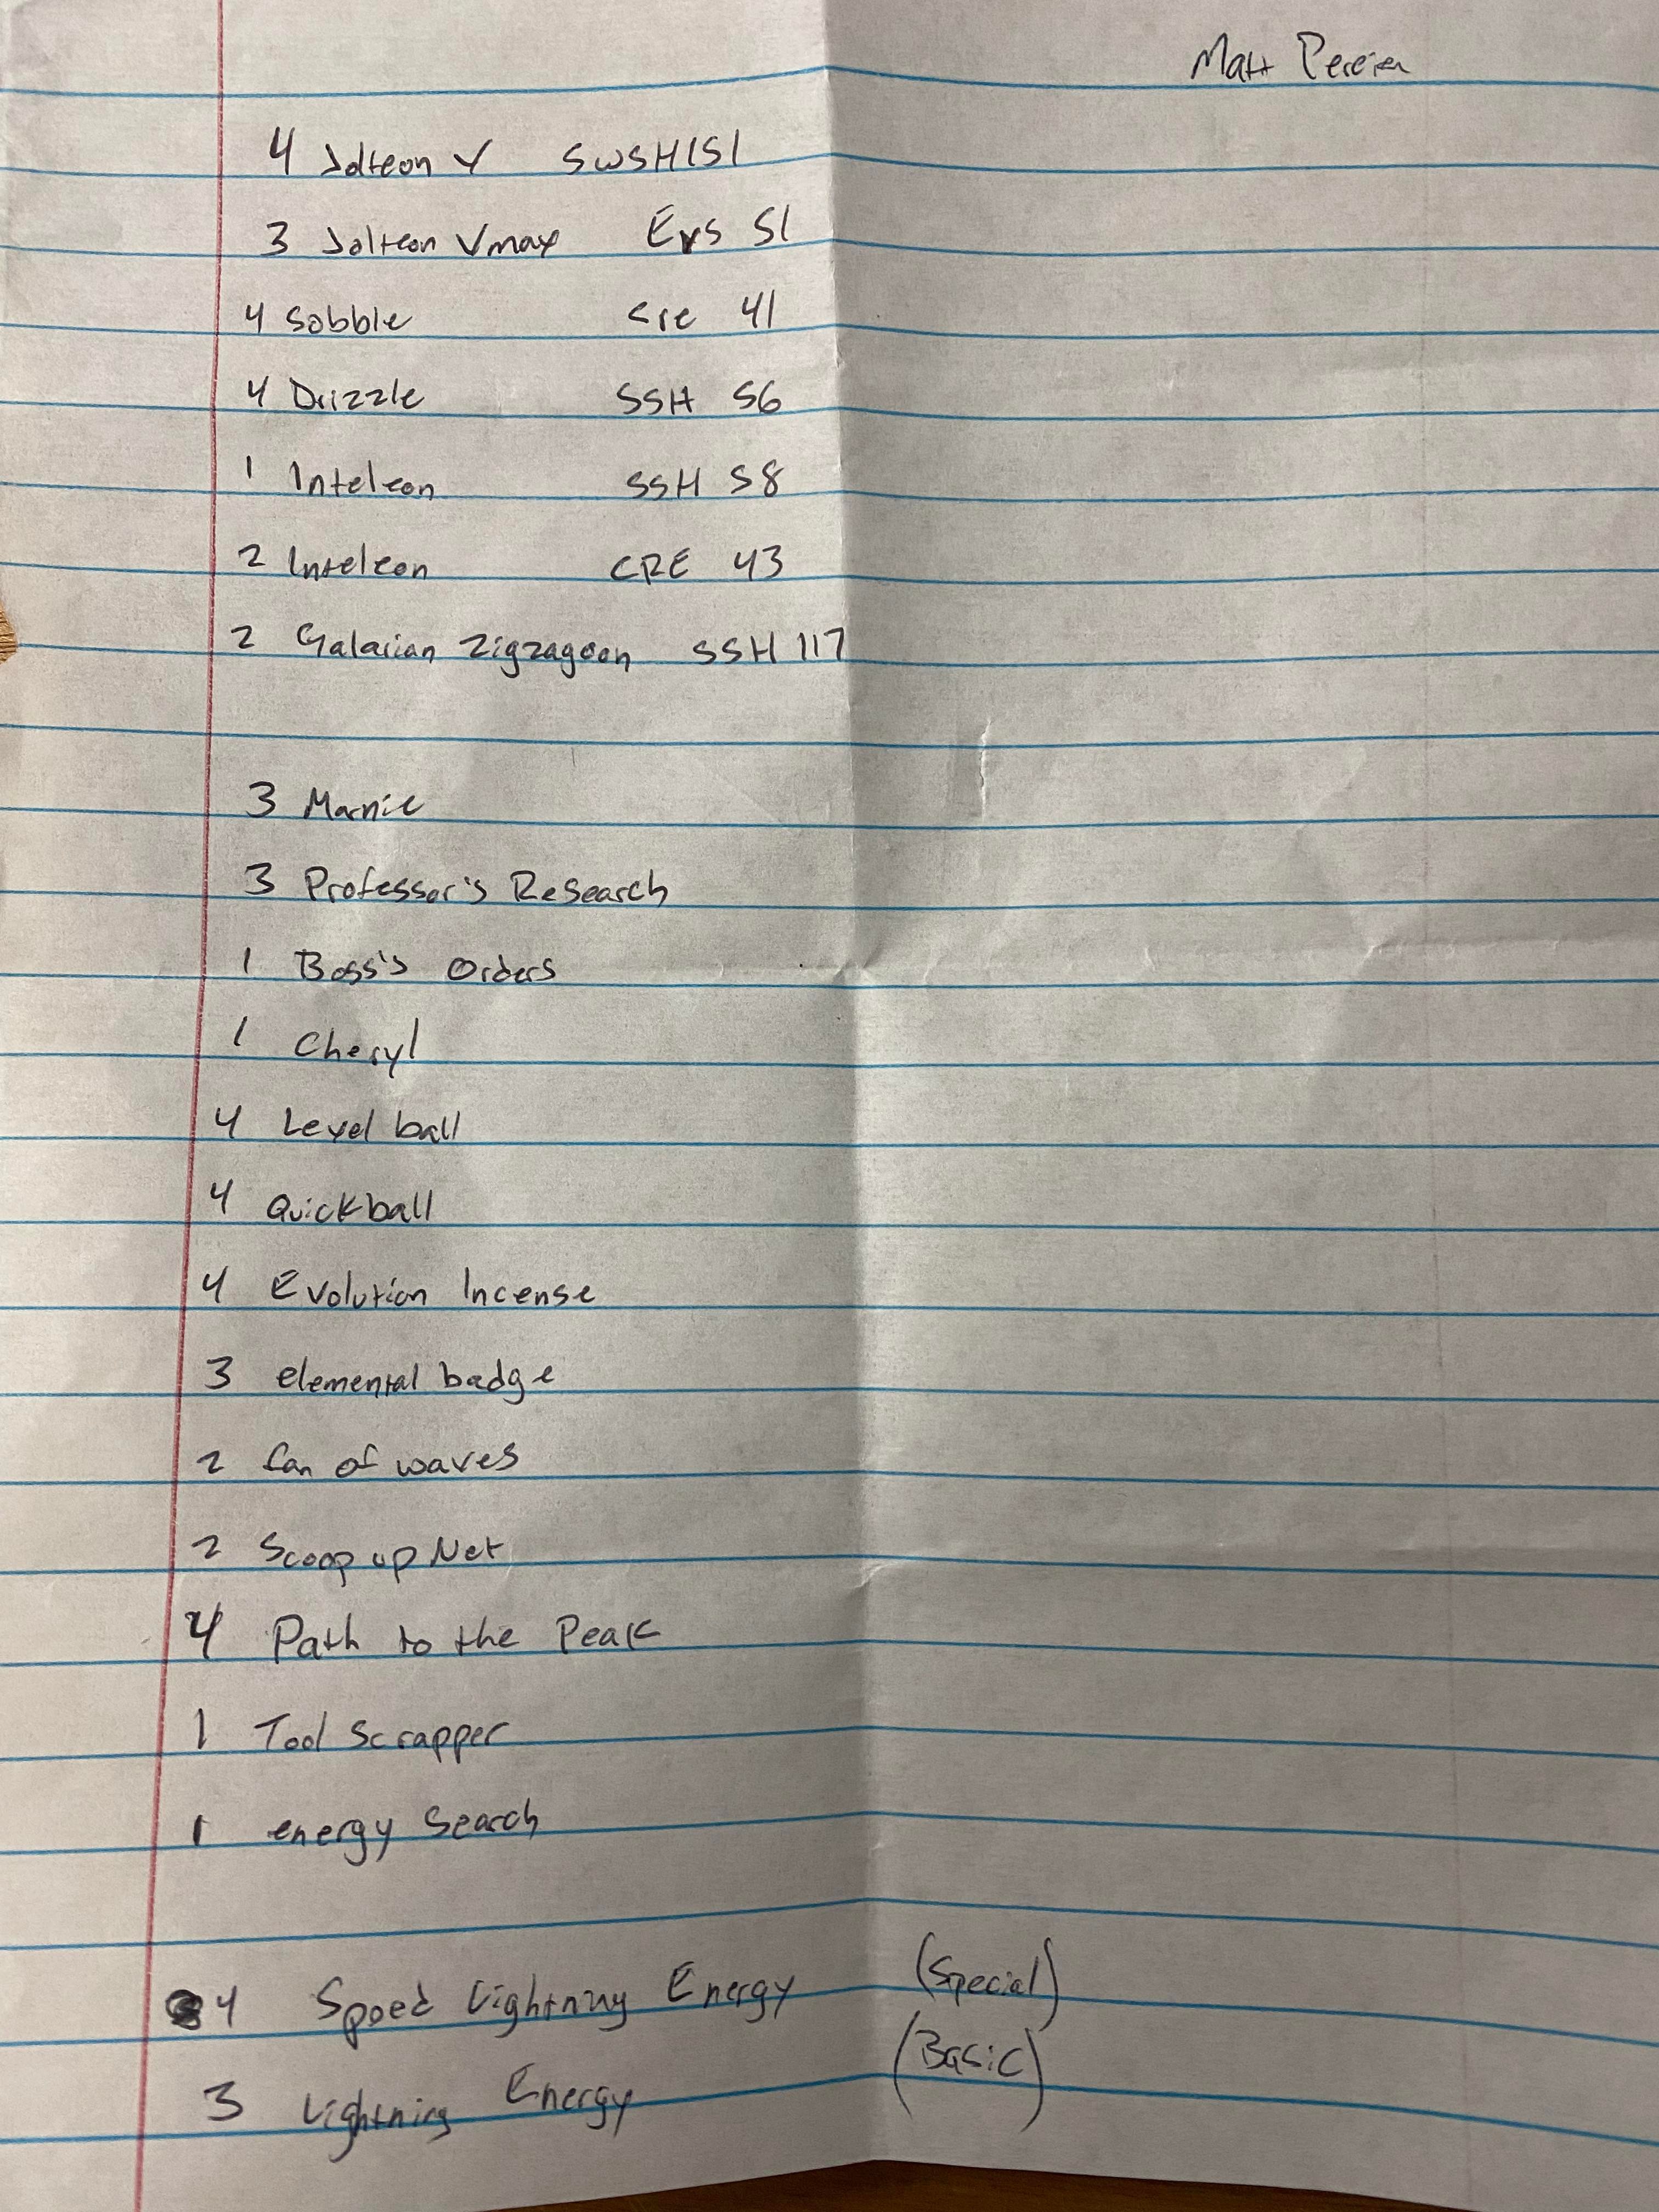 Matt Pereira
4 Jolteon V SWSH151
3 Jolteon Vmax Evs 51
4 Sobble cre 41
4 Drizzle SSH 56
1 Inteleon SSH 58
2 Inteleon CRE 43
2 Galarian Zigzagoon SSH 117
3 Marnie
3 Professor's Research
1 Boss's Orders
1 Cheryl
4 Level ball
4 Quickball
4 Evolution Incense
3 elemental badge
2 fan of waves
2 Scoop up Net
4 Path to the Peak
1 Tool Scrapper
1 energy Search
4 Speed Lightning Energy (Special)
3 Lightning Energy (Basic)